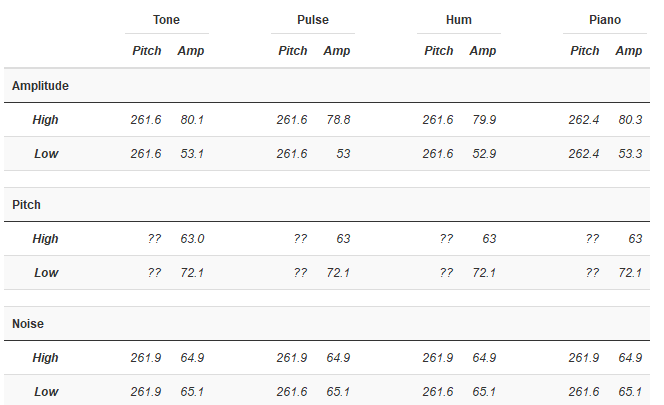 Tone Pulse Hum Piano
Pitch Amp Pitch Amp Pitch Amp Pitch Amp
Amplitude
High 261.6 80.1 261.6 78.8 261.6 79.9 262.4 80.3
Low 261.6 53.1 261.6 53 261.6 52.9 262.4 53.3
Pitch
High ?? 63.0 ?? 63 ?? 63 ?? 63
Low ?? 72.1 ?? 72.1 ?? 72.1 ?? 72.1
Noise
High 261.9 64.9 261.9 64.9 261.9 64.9 261.9 64.9
Low 261.9 65.1 261.6 65.1 261.6 65.1 261.6 65.1